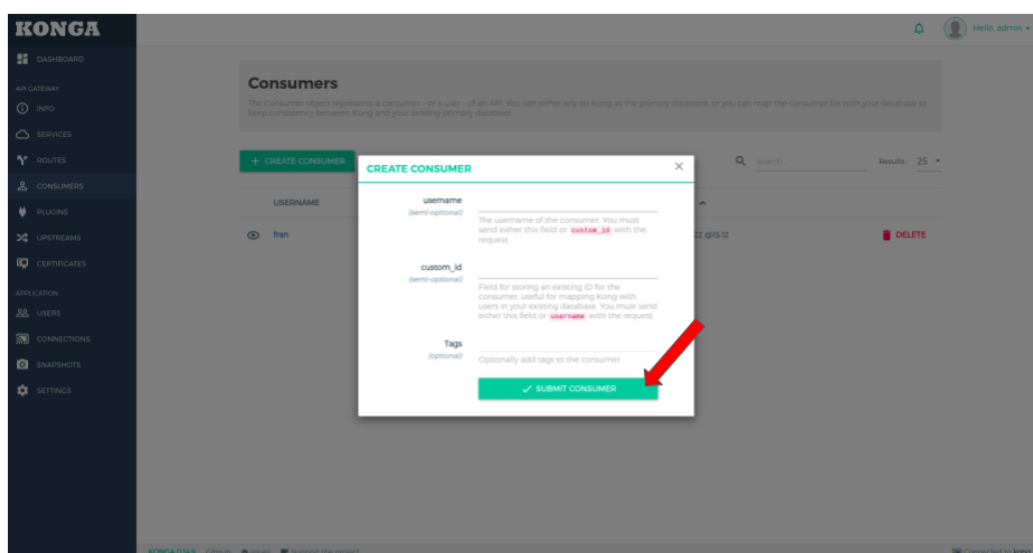 KONGA
Hello, admin
DASHBOARD
API GATEWAY
INFO
SERVICES
ROUTES
CONSUMERS
PLUGINS
UPSTREAMS
CERTIFICATES
APPLICATION
USERS
CONNECTIONS
SNAPSHOTS
SETTINGS
Consumers
The Consumer object represents a consumer - or a user - of an API. You can either rely on Kong as the primary datastore, or you can map the consumer list with your database to
keep consistency between Kong and your existing primary datastore.
+ CREATE CONSUMER
search...
Results : 25
USERNAME
fran
22 @15:12
DELETE
CREATE CONSUMER
username
(semi-optional)
The username of the consumer. You must
send either this field or custom_id with the
request.
custom_id
(semi-optional)
Field for storing an existing ID for the
consumer, useful for mapping Kong with
users in your existing database. You must send
either this field or username with the request.
Tags
(optional)
Optionally add tags to the consumer
SUBMIT CONSUMER